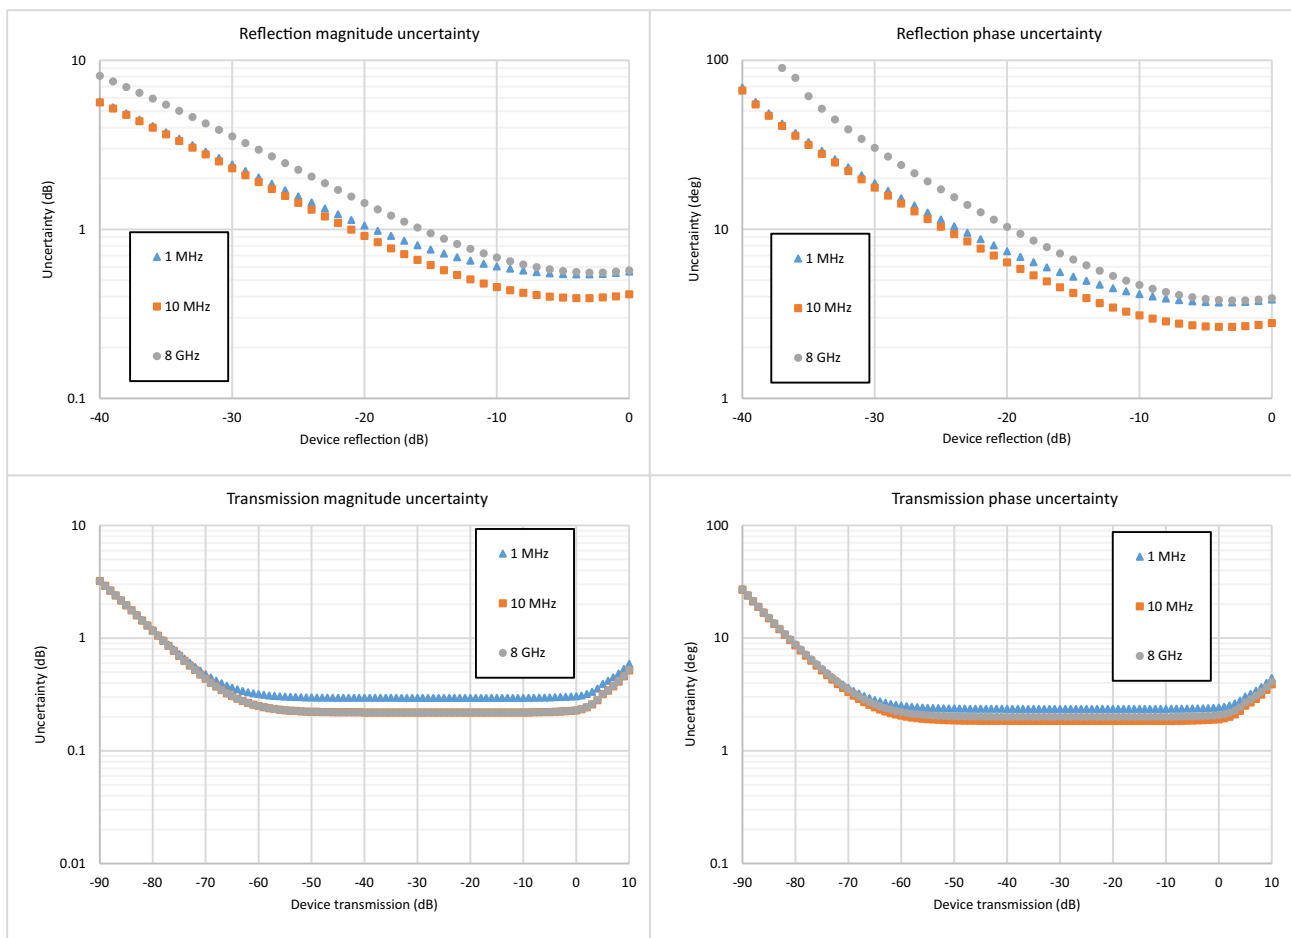 Reflection magnitude uncertainty
10
1
0.1
Uncertainty (dB)
1 MHz
10 MHz
8 GHz
-40 -30 -20 -10 0
Device reflection (dB)
Reflection phase uncertainty
100
10
1
Uncertainty (deg)
1 MHz
10 MHz
8 GHz
-40 -30 -20 -10 0
Device reflection (dB)
Transmission magnitude uncertainty
10
1
0.1
0.01
Uncertainty (dB)
1 MHz
10 MHz
8 GHz
-90 -80 -70 -60 -50 -40 -30 -20 -10 0 10
Device transmission (dB)
Transmission phase uncertainty
100
10
1
0.1
Uncertainty (deg)
1 MHz
10 MHz
8 GHz
-90 -80 -70 -60 -50 -40 -30 -20 -10 0 10
Device transmission (dB)